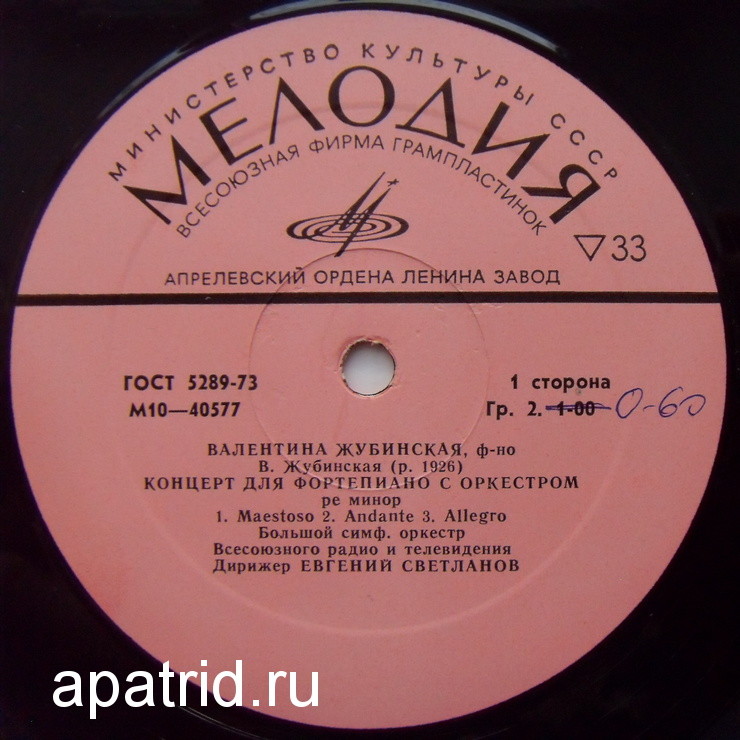 МИНИСТЕРСТВО КУЛЬТУРЫ СССР
МЕЛОДИЯ
ВСЕСОЮЗНАЯ ФИРМА ГРАМПЛАСТИНОК
▽33
АПРЕЛЕВСКИЙ ОРДЕНА ЛЕНИНА ЗАВОД
ГОСТ 5289-73
М10—40577
1 сторона
Гр. 2. 1-00 0-60
ВАЛЕНТИНА ЖУБИНСКАЯ, ф-но
В. Жубинская (р. 1926)
КОНЦЕРТ ДЛЯ ФОРТЕПИАНО С ОРКЕСТРОМ
ре минор
1. Maestoso 2. Andante 3. Allegro
Большой симф. оркестр
Всесоюзного радио и телевидения
Дирижер ЕВГЕНИЙ СВЕТЛАНОВ
apatrid.ru